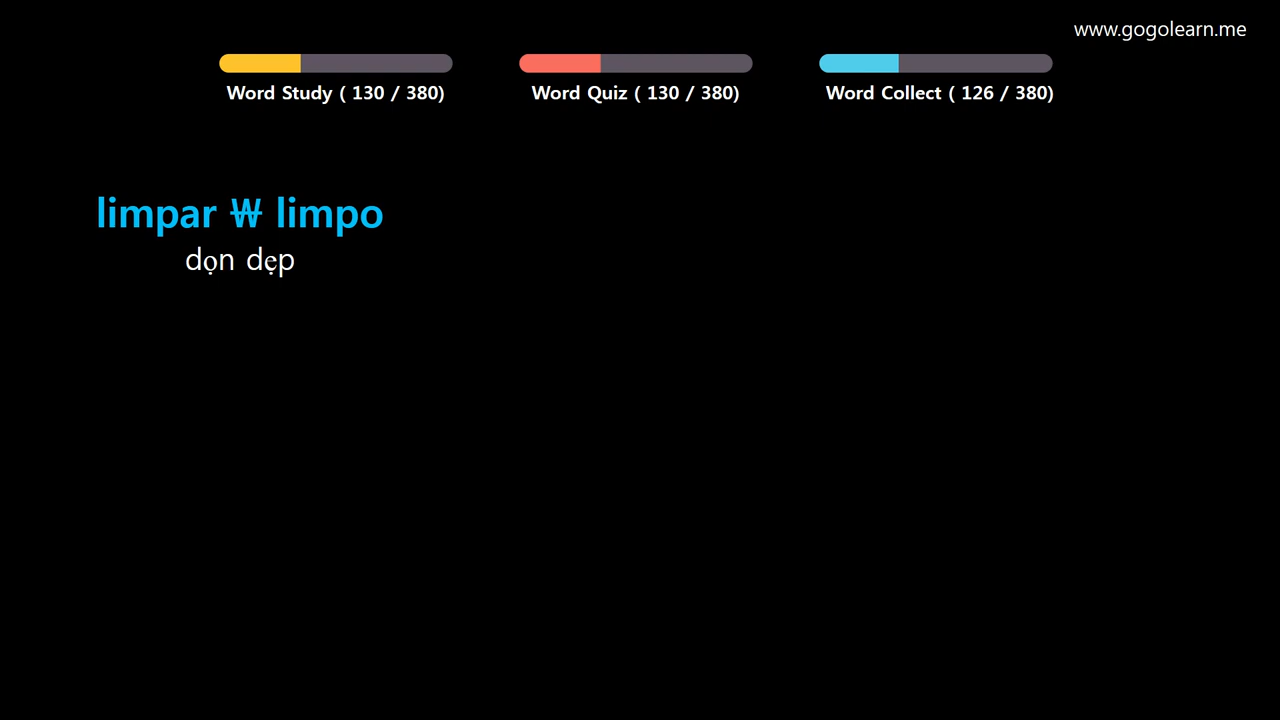 www.gogolearn.me
Word Study ( 130 / 380)
Word Quiz ( 130 / 380)
Word Collect ( 126 / 380)
limpar ₩ limpo
dọn dẹp